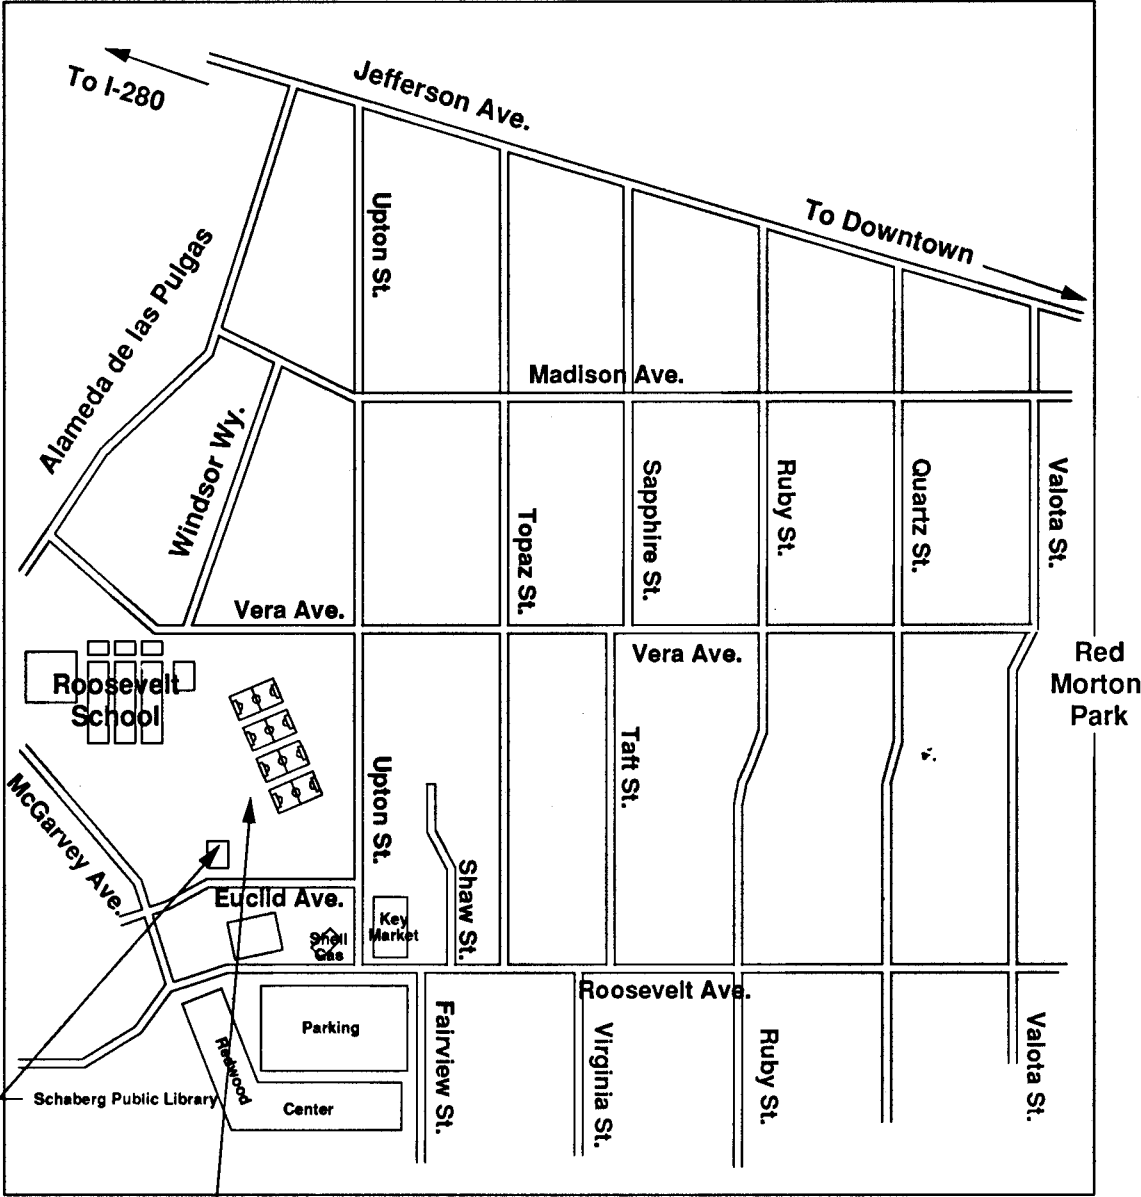 To I-280
Jefferson Ave.
To Downtown
Upton St.
Alameda de las Pulgas
Madison Ave.
Windsor Wy.
Topaz St.
Sapphire St.
Ruby St.
Quartz St.
Valota St.
Vera Ave.
Vera Ave.
Red
Morton
Park
Roosevelt
School
McGarvey Ave.
Upton St.
Taft St.
Shaw St.
Euclid Ave.
Shell
Gas
Key
Market
Roosevelt Ave.
Parking
Redwood
Center
Fairview St.
Virginia St.
Ruby St.
Valota St.
Schaberg Public Library